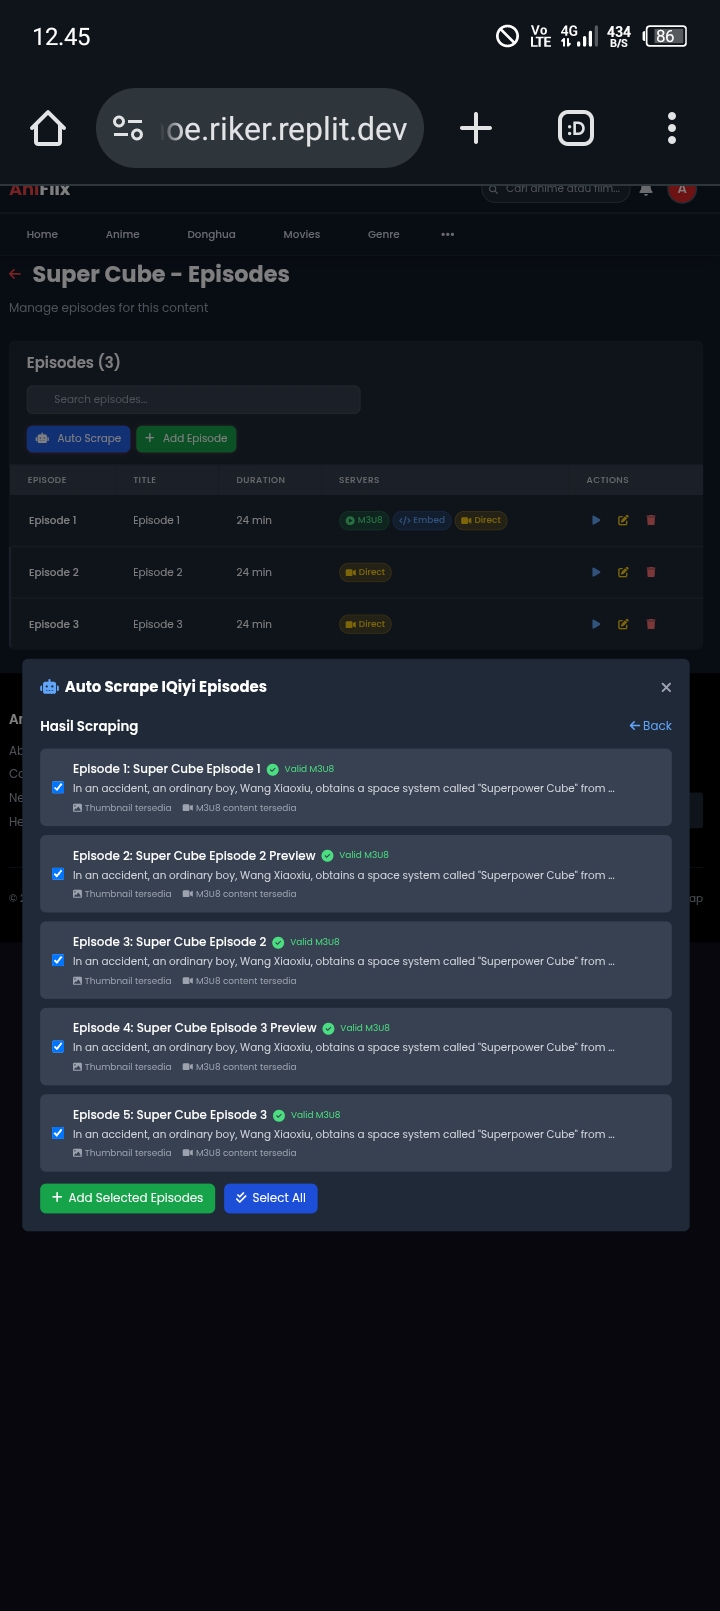 12.45
Vo LTE 4G 434 B/S 86
oe.riker.replit.dev
:D
AniFlix
Cari anime atau film...
A
Home Anime Donghua Movies Genre •••
Super Cube - Episodes
Manage episodes for this content
Episodes (3)
Search episodes...
Auto Scrape + Add Episode
EPISODE TITLE DURATION SERVERS ACTIONS
Episode 1 Episode 1 24 min M3U8 </> Embed Direct
Episode 2 Episode 2 24 min Direct
Episode 3 Episode 3 24 min Direct
Auto Scrape IQiyi Episodes ×
Hasil Scraping ← Back
Episode 1: Super Cube Episode 1 Valid M3U8
In an accident, an ordinary boy, Wang Xiaoxiu, obtains a space system called "Superpower Cube" from ...
Thumbnail tersedia M3U8 content tersedia
Episode 2: Super Cube Episode 2 Preview Valid M3U8
In an accident, an ordinary boy, Wang Xiaoxiu, obtains a space system called "Superpower Cube" from ...
Thumbnail tersedia M3U8 content tersedia
Episode 3: Super Cube Episode 2 Valid M3U8
In an accident, an ordinary boy, Wang Xiaoxiu, obtains a space system called "Superpower Cube" from ...
Thumbnail tersedia M3U8 content tersedia
Episode 4: Super Cube Episode 3 Preview Valid M3U8
In an accident, an ordinary boy, Wang Xiaoxiu, obtains a space system called "Superpower Cube" from ...
Thumbnail tersedia M3U8 content tersedia
Episode 5: Super Cube Episode 3 Valid M3U8
In an accident, an ordinary boy, Wang Xiaoxiu, obtains a space system called "Superpower Cube" from ...
Thumbnail tersedia M3U8 content tersedia
+ Add Selected Episodes Select All